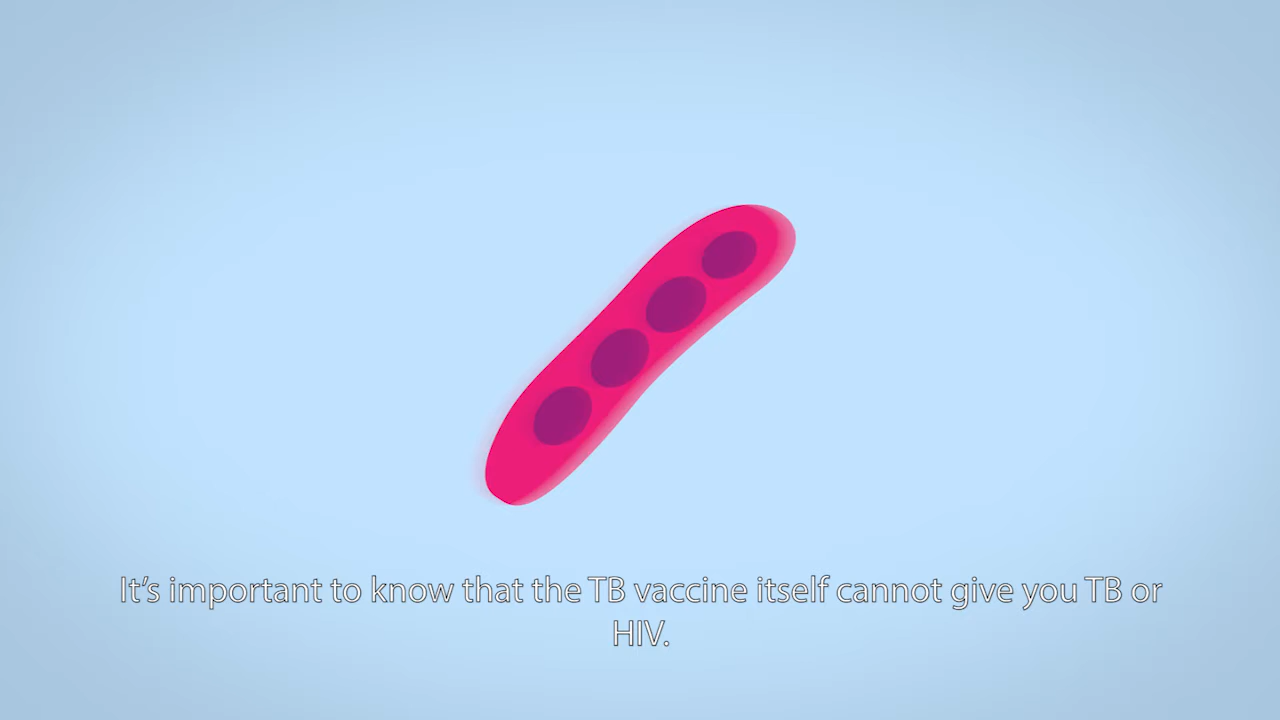 It’s important to know that the TB vaccine itself cannot give you TB or
HIV.